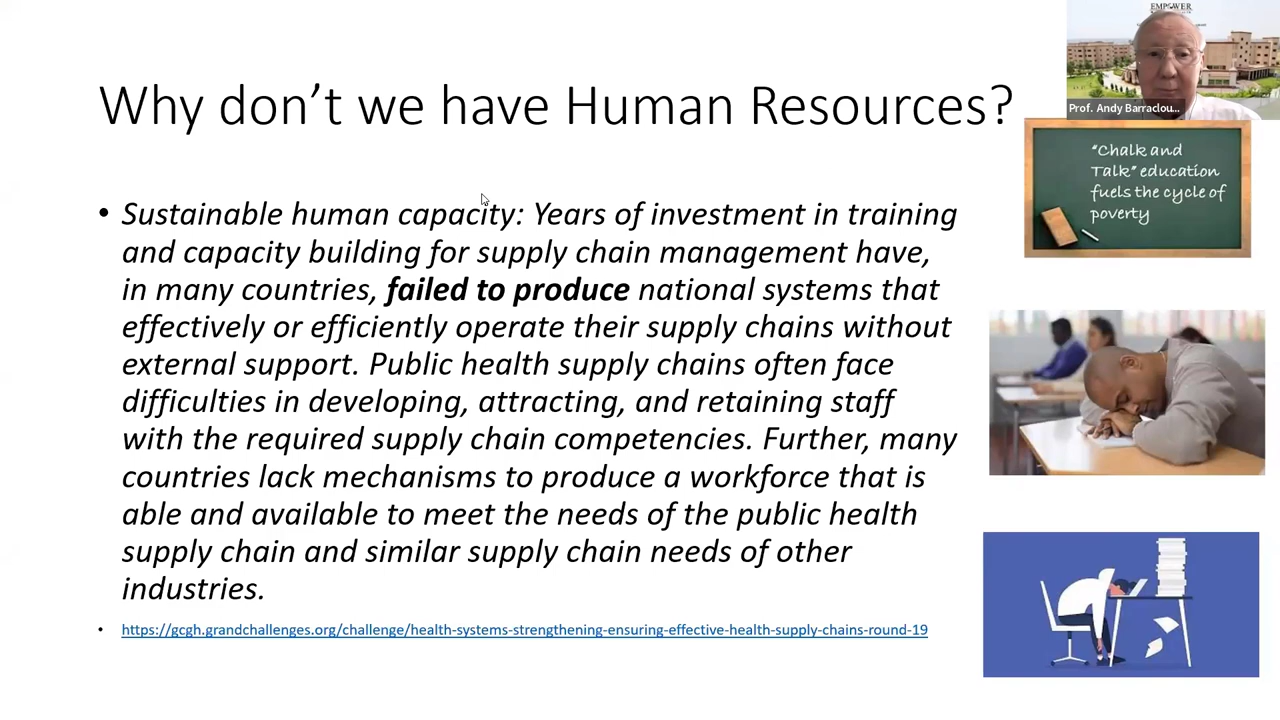 Why don’t we have Human Resources?
EMPOWER
Prof. Andy Barraclou...
“Chalk and
Talk” education
fuels the cycle of
poverty
• Sustainable human capacity: Years of investment in training
and capacity building for supply chain management have,
in many countries, failed to produce national systems that
effectively or efficiently operate their supply chains without
external support. Public health supply chains often face
difficulties in developing, attracting, and retaining staff
with the required supply chain competencies. Further, many
countries lack mechanisms to produce a workforce that is
able and available to meet the needs of the public health
supply chain and similar supply chain needs of other
industries.
• https://gcgh.grandchallenges.org/challenge/health-systems-strengthening-ensuring-effective-health-supply-chains-round-19